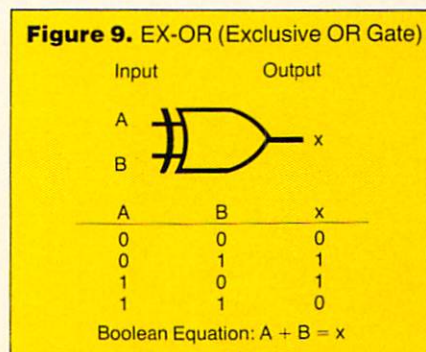 Figure 9. EX-OR (Exclusive OR Gate)
Input Output
A
x
B
A B x
0 0 0
0 1 1
1 0 1
1 1 0
Boolean Equation: A + B = x